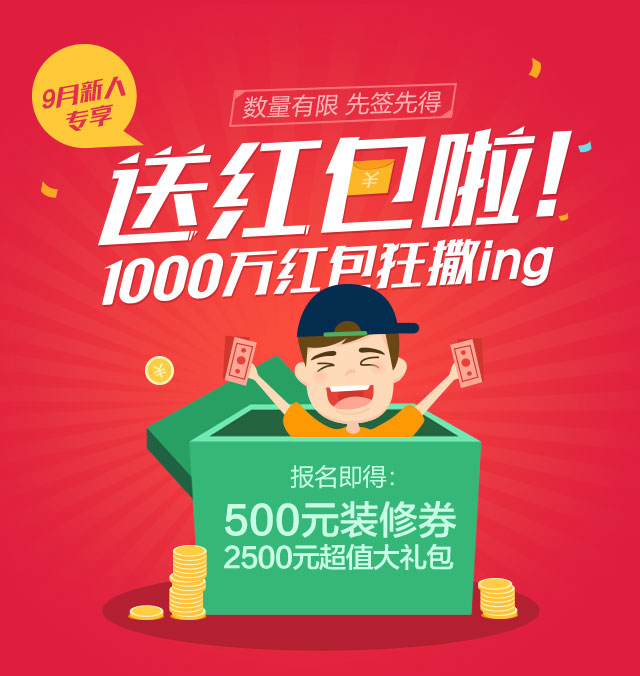 9月新人
专享
数量有限 先签先得
送红包啦！
1000万红包狂撒ing
报名即得：
500元装修券
2500元超值大礼包